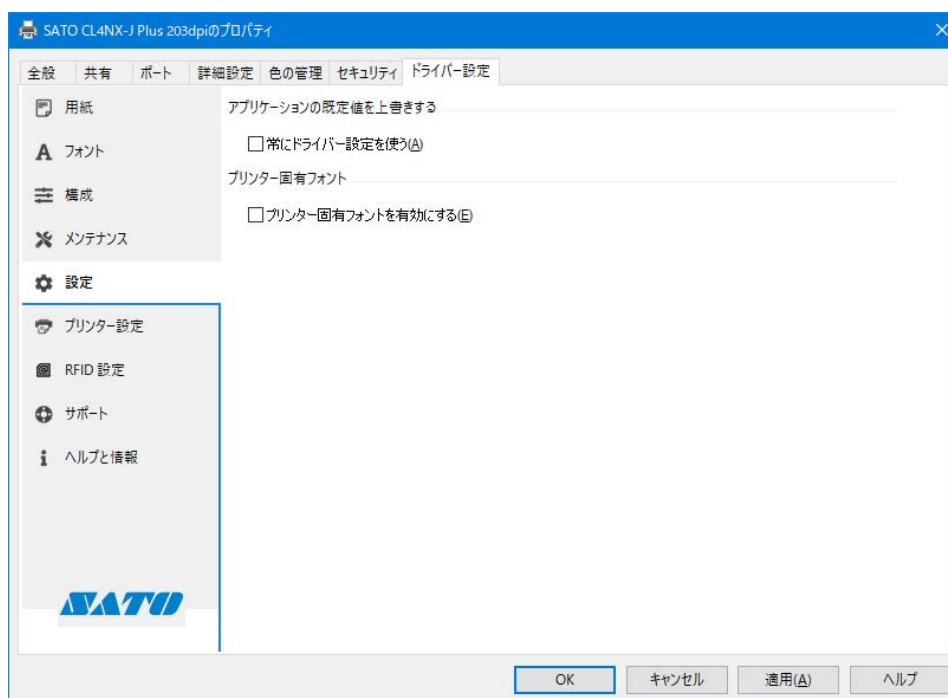 SATO CL4NX-J Plus 203dpiのプロパティ
全般 共有 ポート 詳細設定 色の管理 セキュリティ ドライバー設定
用紙
フォント
構成
メンテナンス
設定
プリンター設定
RFID 設定
サポート
ヘルプと情報
SATO
アプリケーションの既定値を上書きする
常にドライバー設定を使う(A)
プリンター固有フォント
プリンター固有フォントを有効にする(E)
OK キャンセル 適用(A) ヘルプ